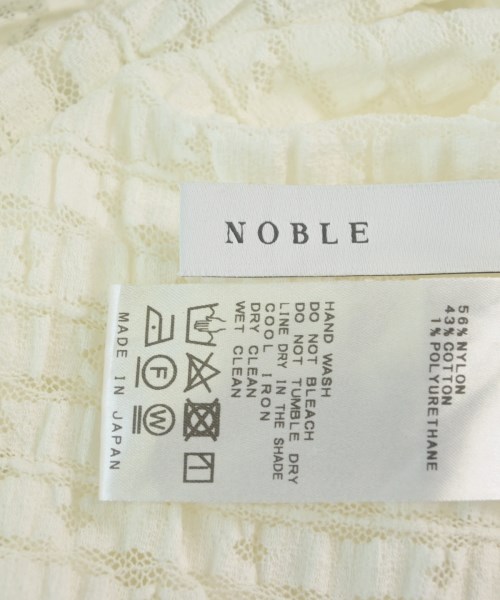 NOBLE
56% NYLON
43% COTTON
1% POLYURETHANE
HAND WASH
DO NOT BLEACH
DO NOT TUMBLE DRY
LINE DRY IN THE SHADE
COOL IRON
DRY CLEAN
WET CLEAN
F
W
MADE IN JAPAN